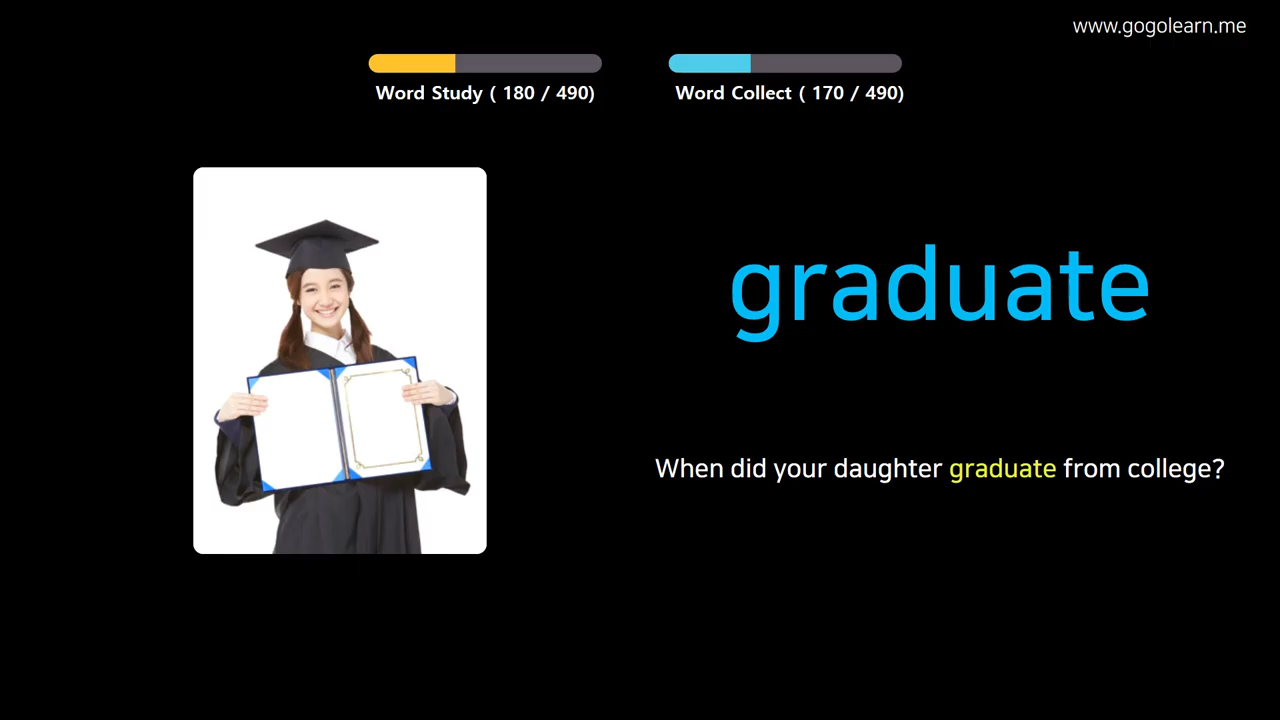 www.gogolearn.me
Word Study ( 180 / 490)
Word Collect ( 170 / 490)
graduate
When did your daughter graduate from college?